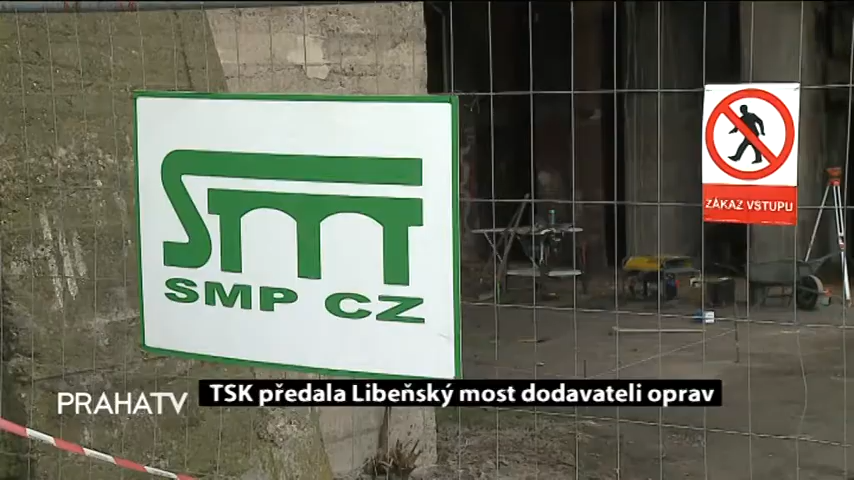 SMP CZ
ZÁKAZ VSTUPU
PRAHATV
TSK předala Libeňský most dodavateli oprav